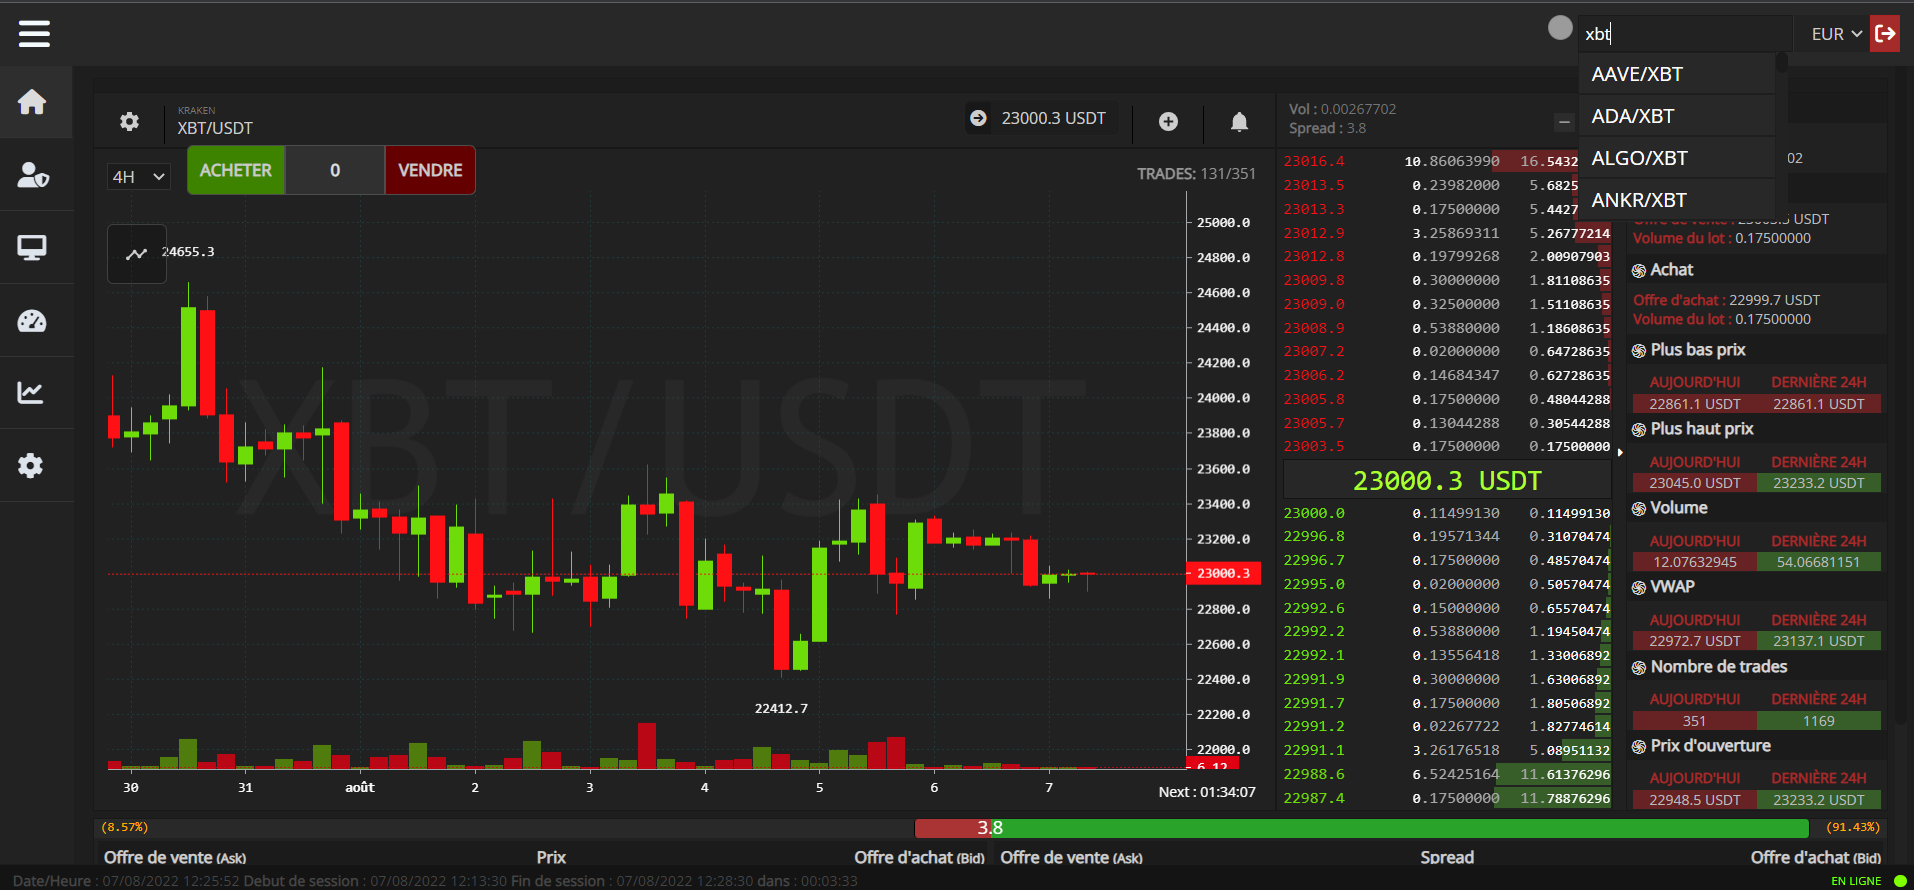 xbt
EUR
AAVE/XBT
ADA/XBT
ALGO/XBT
ANKR/XBT
KRAKEN
XBT/USDT
23000.3 USDT
Vol : 0.00267702
Spread : 3.8
4H
ACHETER
0
VENDRE
TRADES: 131/351
24655.3
22412.7
XBT/USDT
25000.0
24800.0
24600.0
24400.0
24200.0
24000.0
23800.0
23600.0
23400.0
23200.0
23000.3
22800.0
22600.0
22400.0
22200.0
22000.0
6.12
30 31 août 2 3 4 5 6 7
Next : 01:34:07
23016.4 10.86063990 16.5432
23013.5 0.23982000 5.6825
23013.3 0.17500000 5.4427
23012.9 3.25869311 5.26777214
23012.8 0.19799268 2.00907903
23009.8 0.30000000 1.81108635
23009.0 0.32500000 1.51108635
23008.9 0.53880000 1.18608635
23007.2 0.02000000 0.64728635
23006.2 0.14684347 0.62728635
23005.8 0.17500000 0.48044288
23005.7 0.13044288 0.30544288
23003.5 0.17500000 0.17500000
23000.3 USDT
23000.0 0.11499130 0.11499130
22996.8 0.19571344 0.31070474
22996.7 0.17500000 0.48570474
22995.0 0.02000000 0.50570474
22992.6 0.15000000 0.65570474
22992.2 0.53880000 1.19450474
22992.1 0.13556418 1.33006892
22991.9 0.30000000 1.63006892
22991.7 0.17500000 1.80506892
22991.2 0.02267722 1.82774614
22991.1 3.26176518 5.08951132
22988.6 6.52425164 11.61376296
22987.4 0.17500000 11.78876296
02
Offre de vente : 23003.5 USDT
Volume du lot : 0.17500000
Achat
Offre d'achat : 22999.7 USDT
Volume du lot : 0.17500000
Plus bas prix
AUJOURD'HUI DERNIÈRE 24H
22861.1 USDT 22861.1 USDT
Plus haut prix
AUJOURD'HUI DERNIÈRE 24H
23045.0 USDT 23233.2 USDT
Volume
AUJOURD'HUI DERNIÈRE 24H
12.07632945 54.06681151
VWAP
AUJOURD'HUI DERNIÈRE 24H
22972.7 USDT 23137.1 USDT
Nombre de trades
AUJOURD'HUI DERNIÈRE 24H
351 1169
Prix d'ouverture
AUJOURD'HUI DERNIÈRE 24H
22948.5 USDT 23233.2 USDT
(8.57%) 3.8 (91.43%)
Offre de vente (Ask) Prix Offre d'achat (Bid) Offre de vente (Ask) Spread Offre d'achat (Bid)
Date/Heure : 07/08/2022 12:25:52 Debut de session : 07/08/2022 12:13:30 Fin de session : 07/08/2022 12:28:30 dans : 00:03:33
EN LIGNE